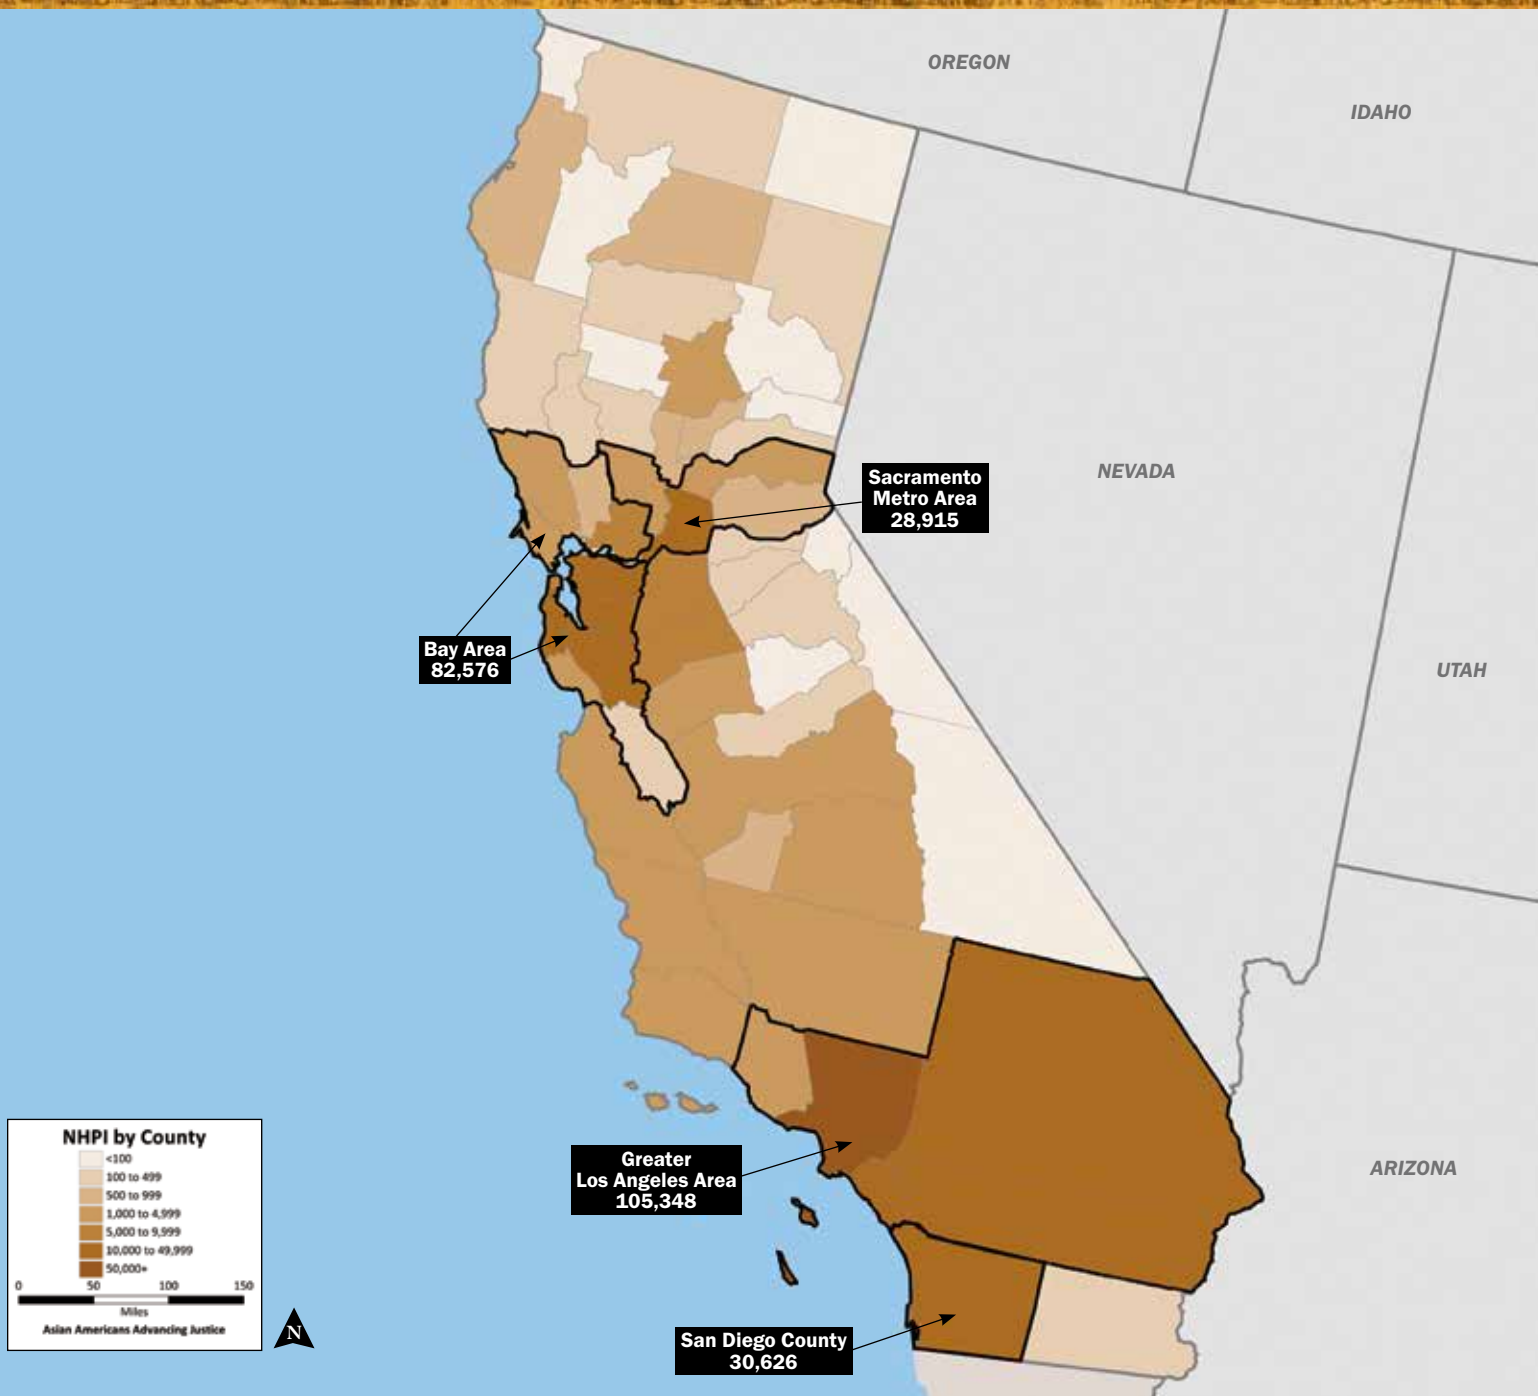 OREGON
IDAHO
NEVADA
UTAH
ARIZONA
Sacramento
Metro Area
28,915
Bay Area
82,576
Greater
Los Angeles Area
105,348
San Diego County
30,626
NHPI by County
<100
100 to 499
500 to 999
1,000 to 4,999
5,000 to 9,999
10,000 to 49,999
50,000+
0 50 100 150
Miles
Asian Americans Advancing Justice
N